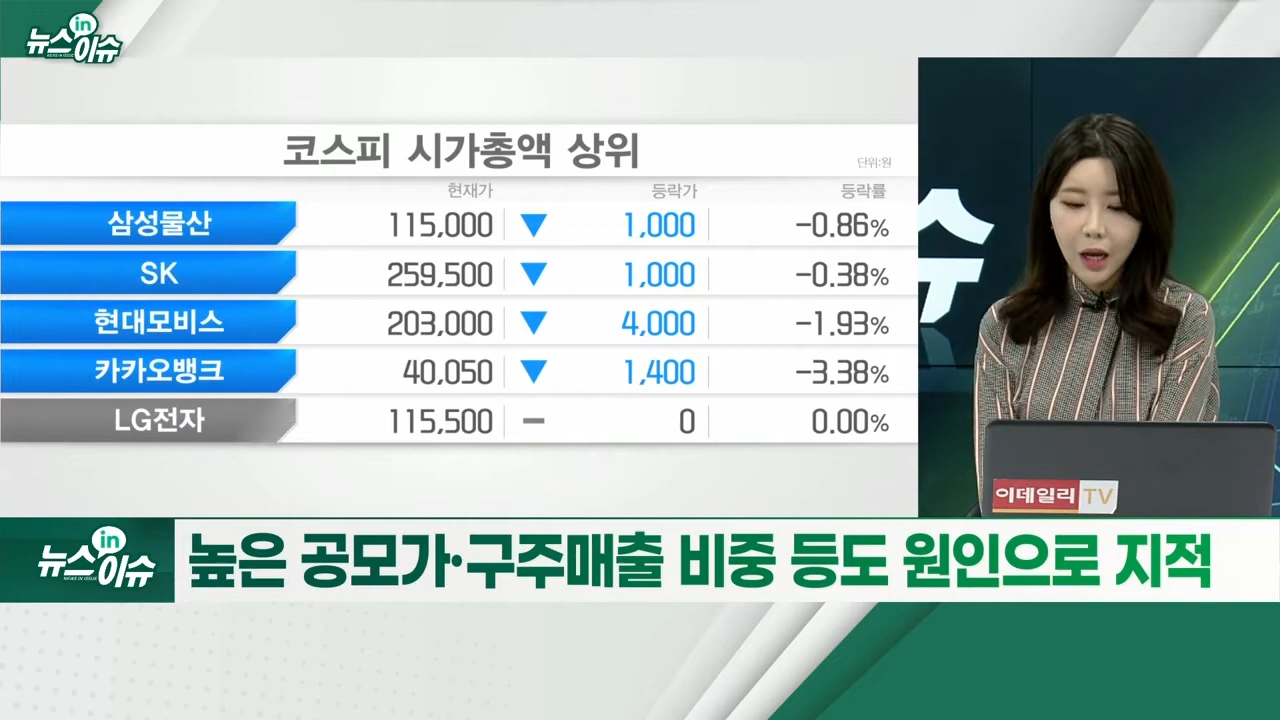 뉴스in이슈
코스피 시가총액 상위
단위:원
현재가 등락가 등락률
삼성물산 115,000 ▼ 1,000 -0.86%
SK 259,500 ▼ 1,000 -0.38%
현대모비스 203,000 ▼ 4,000 -1.93%
카카오뱅크 40,050 ▼ 1,400 -3.38%
LG전자 115,500 - 0 0.00%
슈
이데일리TV
뉴스in이슈
NEWS IN ISSUE
높은 공모가·구주매출 비중 등도 원인으로 지적